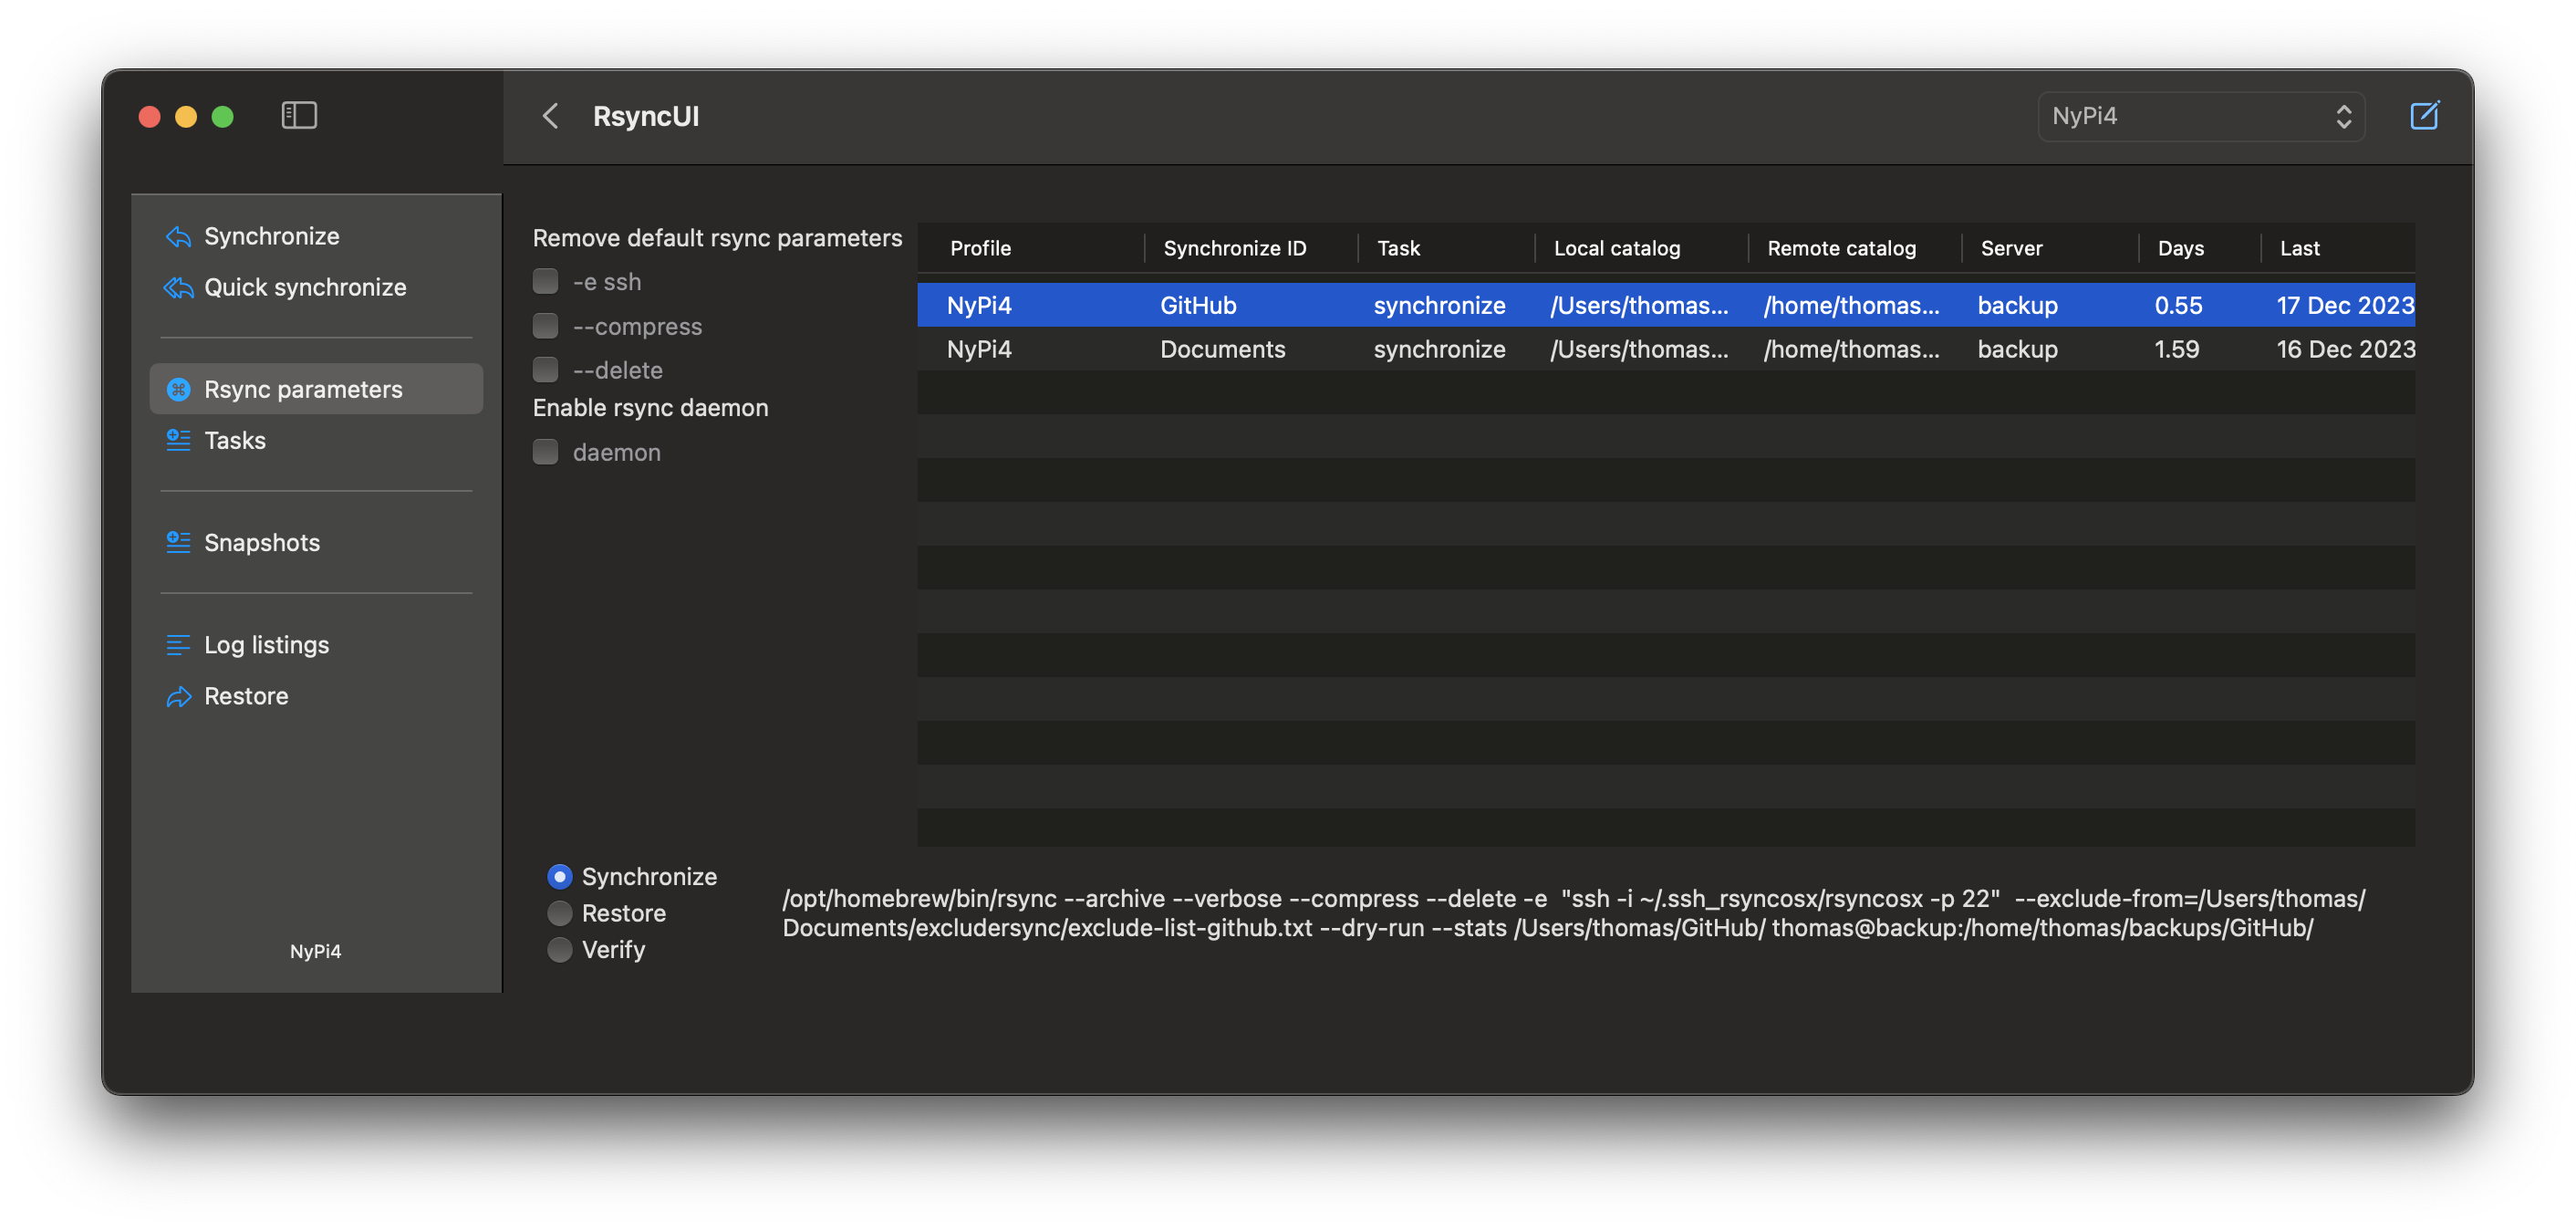 RsyncUI
NyPi4
Synchronize
Quick synchronize
Rsync parameters
Tasks
Snapshots
Log listings
Restore
NyPi4
Remove default rsync parameters
-e ssh
--compress
--delete
Enable rsync daemon
daemon
Profile Synchronize ID Task Local catalog Remote catalog Server Days Last
NyPi4 GitHub synchronize /Users/thomas... /home/thomas... backup 0.55 17 Dec 2023
NyPi4 Documents synchronize /Users/thomas... /home/thomas... backup 1.59 16 Dec 2023
Synchronize
Restore
Verify
/opt/homebrew/bin/rsync --archive --verbose --compress --delete -e  "ssh -i ~/.ssh_rsyncosx/rsyncosx -p 22"  --exclude-from=/Users/thomas/
Documents/excludersync/exclude-list-github.txt --dry-run --stats /Users/thomas/GitHub/ thomas@backup:/home/thomas/backups/GitHub/